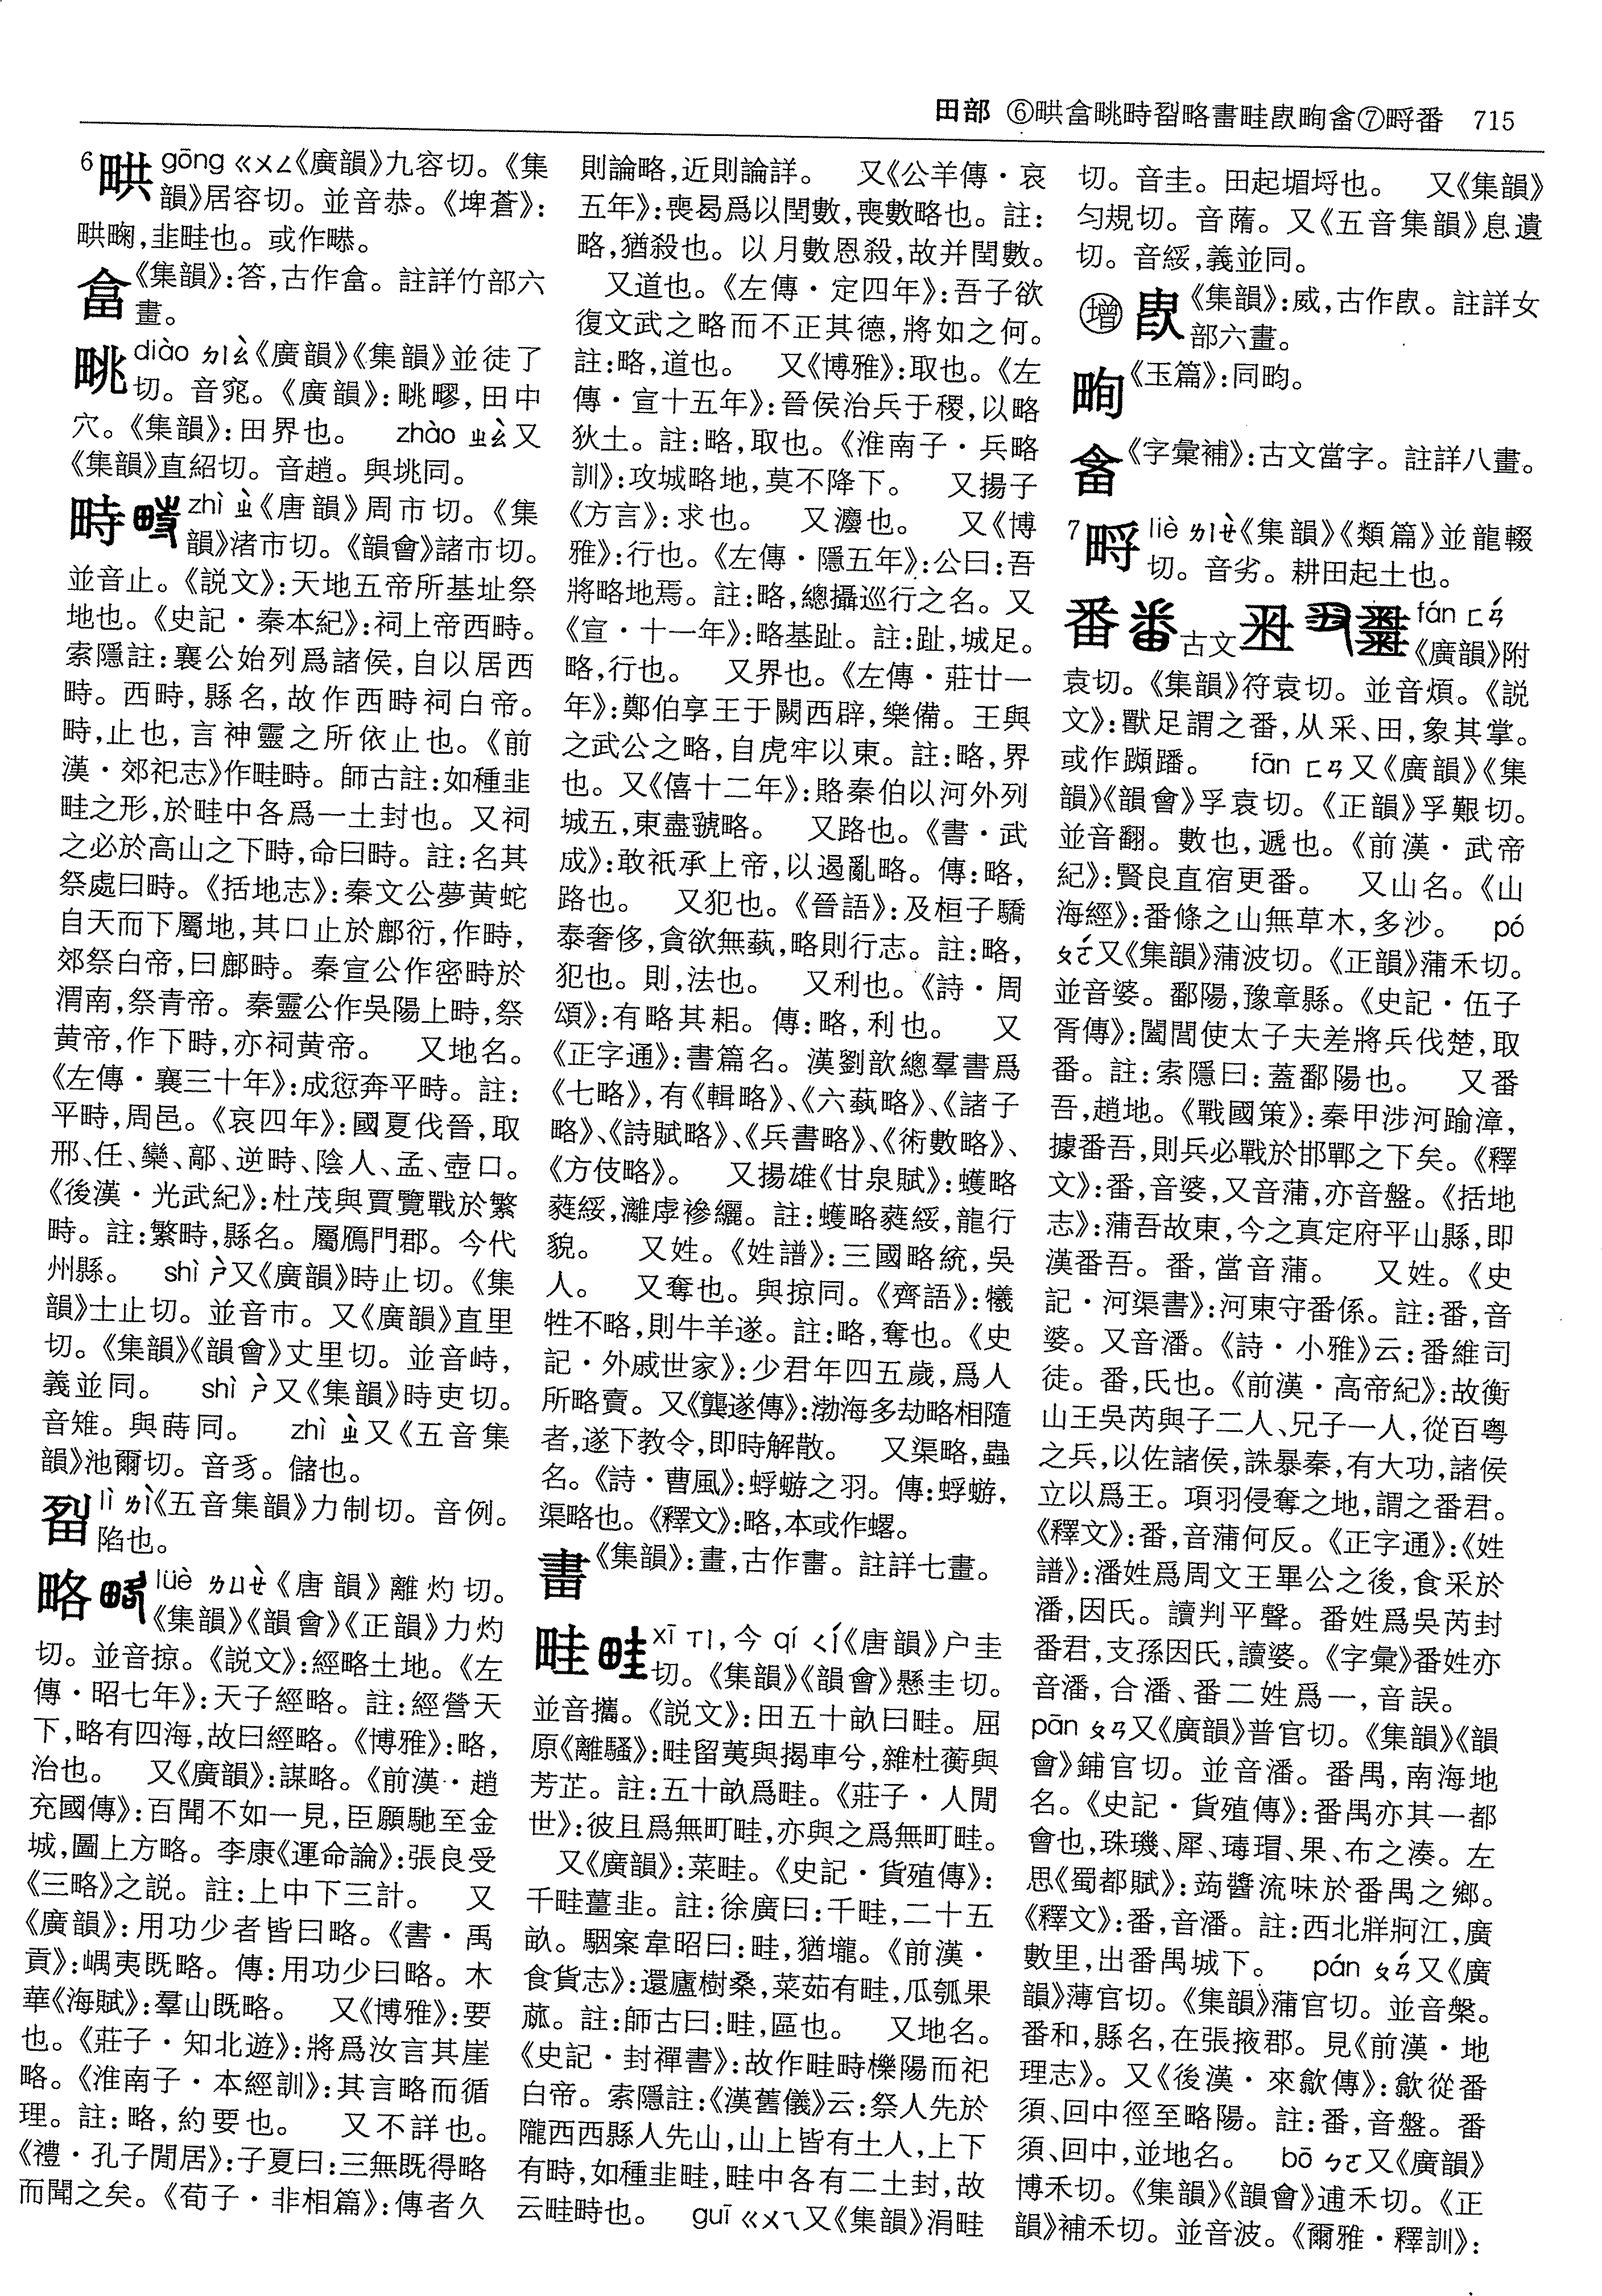 田部 ⑥畊畣畭畤畱略畫畦畏畇畬⑦畤番 715
6 gōng ㄍㄨㄥ《廣韻》九容切。《集
韻》居容切。並音恭。《埤蒼》:
韭畦也。或作
畣《集韻》:答,古作畣。註詳竹部六
畫。
diào ㄉㄧㄠˋ《廣韻》《集韻》並徒了
切。音窕。《廣韻》:田中
穴。《集韻》:田界也。 zhào ㄓㄠˋ又
《集韻》直紹切。音趙。與垗同。
畤 zhì ㄓˋ《唐韻》周市切。《集
韻》渚市切。《韻會》諸市切。
並音止。《説文》:天地五帝所基址祭
地也。《史記·秦本紀》:祠上帝西畤。
索隱註:襄公始列爲諸侯,自以居西
畤。西畤,縣名,故作西畤祠白帝。
畤,止也,言神靈之所依止也。《前
漢·郊祀志》作畦畤。師古註:如種韭
畦之形,於畦中各爲一土封也。又祠
之必於高山之下畤,命曰畤。註:名其
祭處曰畤。《括地志》:秦文公夢黄蛇
自天而下屬地,其口止於鄜衍,作畤,
郊祭白帝,曰鄜畤。秦宣公作密畤於
渭南,祭青帝。秦靈公作吳陽上畤,祭
黄帝,作下畤,亦祠黄帝。 又地名。
《左傳·襄三十年》:成愆奔平畤。註:
平畤,周邑。《哀四年》:國夏伐晉,取
邢、任、欒、鄗、逆畤、陰人、孟、壺口。
《後漢·光武紀》:杜茂與賈覽戰於繁
畤。註:繁畤,縣名。屬鴈門郡。今代
州縣。 shì ㄕˋ又《廣韻》時止切。《集
韻》士止切。並音市。又《廣韻》直里
切。《集韻》《韻會》丈里切。並音峙,
義並同。 shì ㄕˋ又《集韻》時吏切。
音雉。與蒔同。 zhì ㄓˋ又《五音集
韻》池爾切。音豸。儲也。
lì ㄌㄧˋ《五音集韻》力制切。音例。
陷也。
略 lüè ㄌㄩㄝˋ《唐韻》離灼切。
《集韻》《韻會》《正韻》力灼
切。並音掠。《説文》:經略土地。《左
傳·昭七年》:天子經略。註:經營天
下,略有四海,故曰經略。《博雅》:略,
治也。 又《廣韻》:謀略。《前漢·趙
充國傳》:百聞不如一見,臣願馳至金
城,圖上方略。李康《運命論》:張良受
《三略》之説。註:上中下三計。 又
《廣韻》:用功少者皆曰略。《書·禹
貢》:嵎夷既略。傳:用功少曰略。木
華《海賦》:羣山既略。 又《博雅》:要
也。《莊子·知北遊》:將爲汝言其崖
略。《淮南子·本經訓》:其言略而循
理。註:略,約要也。 又不詳也。
《禮·孔子閒居》:子夏曰:三無既得略
而聞之矣。《荀子·非相篇》:傳者久
則論略,近則論詳。 又《公羊傳·哀
五年》:喪曷爲以閏數,喪數略也。註:
略,猶殺也。以月數恩殺,故并閏數。
又道也。《左傳·定四年》:吾子欲
復文武之略而不正其德,將如之何。
註:略,道也。 又《博雅》:取也。《左
傳·宣十五年》:晉侯治兵于稷,以略
狄土。註:略,取也。《淮南子·兵略
訓》:攻城略地,莫不降下。 又揚子
《方言》:求也。 又灋也。 又《博
雅》:行也。《左傳·隱五年》:公曰:吾
將略地焉。註:略,總攝巡行之名。又
《宣·十一年》:略基趾。註:趾,城足。
略,行也。 又界也。《左傳·莊廿一
年》:鄭伯享王于闕西辟,樂備。王與
之武公之略,自虎牢以東。註:略,界
也。又《僖十二年》:賂秦伯以河外列
城五,東盡虢略。 又路也。《書·武
成》:敢祇承上帝,以遏亂略。傳:略,
路也。 又犯也。《晉語》:及桓子驕
泰奢侈,貪欲無蓺,略則行志。註:略,
犯也。則,法也。 又利也。《詩·周
頌》:有略其耜。傳:略,利也。 又
《正字通》:書篇名。漢劉歆總羣書爲
《七略》,有《輯略》、《六蓺略》、《諸子
略》、《詩賦略》、《兵書略》、《術數略》、
《方伎略》。 又揚雄《甘泉賦》:蠖略
蕤綏,灕虖襂纚。註:蠖略蕤綏,龍行
貌。 又姓。《姓譜》:三國略統,吳
人。 又奪也。與掠同。《齊語》:犧
牲不略,則牛羊遂。註:略,奪也。《史
記·外戚世家》:少君年四五歲,爲人
所略賣。又《龔遂傳》:渤海多劫略相隨
者,遂下教令,即時解散。 又渠略,蟲
名。《詩·曹風》:蜉蝣之羽。傳:蜉蝣,
渠略也。《釋文》:略,本或作螺。
《集韻》:畫,古作畵。註詳七畫。
畦 xī ㄒㄧ,今 qí ㄑㄧˊ《唐韻》户圭
切。《集韻》《韻會》懸圭切。
並音攜。《説文》:田五十畝曰畦。屈
原《離騷》:畦留荑與揭車兮,雜杜蘅與
芳芷。註:五十畝爲畦。《莊子·人閒
世》:彼且爲無町畦,亦與之爲無町畦。
又《廣韻》:菜畦。《史記·貨殖傳》:
千畦薑韭。註:徐廣曰:千畦,二十五
畝。駰案韋昭曰:畦,猶壠。《前漢·
食貨志》:還廬樹桑,菜茹有畦,瓜瓠果
蓏。註:師古曰:畦,區也。 又地名。
《史記·封禪書》:故作畦畤櫟陽而祀
白帝。索隱註:《漢舊儀》云:祭人先於
隴西西縣人先山,山上皆有土人,上下
有畤,如種韭畦,畦中各有二土封,故
云畦畤也。 guī ㄍㄨㄟ又《集韻》涓畦
切。音圭。田起堳埒也。 又《集韻》
匀規切。音蓆。又《五音集韻》息遺
切。音綏,義並同。
增 《集韻》:威,古作。註詳女
部六畫。
畇《玉篇》:同畇。
《字彙補》:古文當字。註詳八畫。
7 liè ㄌㄧㄝˋ《集韻》《類篇》並龍輟
切。音劣。耕田起土也。
番 古文 fán ㄈㄢˊ
《廣韻》附
袁切。《集韻》符袁切。並音煩。《説
文》:獸足謂之番,从釆、田,象其掌。
或作蹞蹯。 fān ㄈㄢ又《廣韻》《集
韻》《韻會》孚袁切。《正韻》孚艱切。
並音翻。數也,遞也。《前漢·武帝
紀》:賢良直宿更番。 又山名。《山
海經》:番條之山無草木,多沙。 pó
ㄆㄛˊ又《集韻》蒲波切。《正韻》蒲禾切。
並音婆。鄱陽,豫章縣。《史記·伍子
胥傳》:闔閭使太子夫差將兵伐楚,取
番。註:索隱曰:蓋鄱陽也。 又番
吾,趙地。《戰國策》:秦甲涉河踰漳,
據番吾,則兵必戰於邯鄲之下矣。《釋
文》:番,音婆,又音蒲,亦音盤。《括地
志》:蒲吾故東,今之真定府平山縣,即
漢番吾。番,當音蒲。 又姓。《史
記·河渠書》:河東守番係。註:番,音
婆。又音潘。《詩·小雅》云:番維司
徒。番,氏也。《前漢·高帝紀》:故衡
山王吳芮與子二人、兄子一人,從百粤
之兵,以佐諸侯,誅暴秦,有大功,諸侯
立以爲王。項羽侵奪之地,謂之番君。
《釋文》:番,音蒲何反。《正字通》:《姓
譜》:潘姓爲周文王畢公之後,食采於
潘,因氏。讀判平聲。番姓爲吳芮封
番君,支孫因氏,讀婆。《字彙》番姓亦
音潘,合潘、番二姓爲一,音誤。
pān ㄆㄢ又《廣韻》普官切。《集韻》《韻
會》鋪官切。並音潘。番禺,南海地
名。《史記·貨殖傳》:番禺亦其一都
會也,珠璣、犀、瑇瑁、果、布之湊。左
思《蜀都賦》:蒟醬流味於番禺之鄉。
《釋文》:番,音潘。註:西北牂牁江,廣
數里,出番禺城下。 pán ㄆㄢˊ又《廣
韻》薄官切。《集韻》蒲官切。並音槃。
番和,縣名,在張掖郡。見《前漢·地
理志》。又《後漢·來歙傳》:歙從番
須、回中徑至略陽。註:番,音盤。番
須、回中,並地名。 bō ㄅㄛ又《廣韻》
博禾切。《集韻》《韻會》逋禾切。《正
韻》補禾切。並音波。《爾雅·釋訓》: